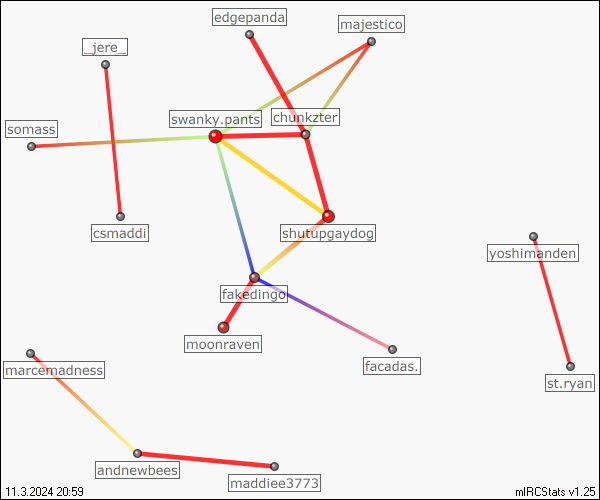 edgepanda
majestico
_jere_
swanky.pants
chunkzter
somass
csmaddi
shutupgaydog
yoshimanden
fakedingo
moonraven
facadas.
marcemadness
st.ryan
andnewbees
maddiee3773
11.3.2024 20:59
mIRCStats v1.25